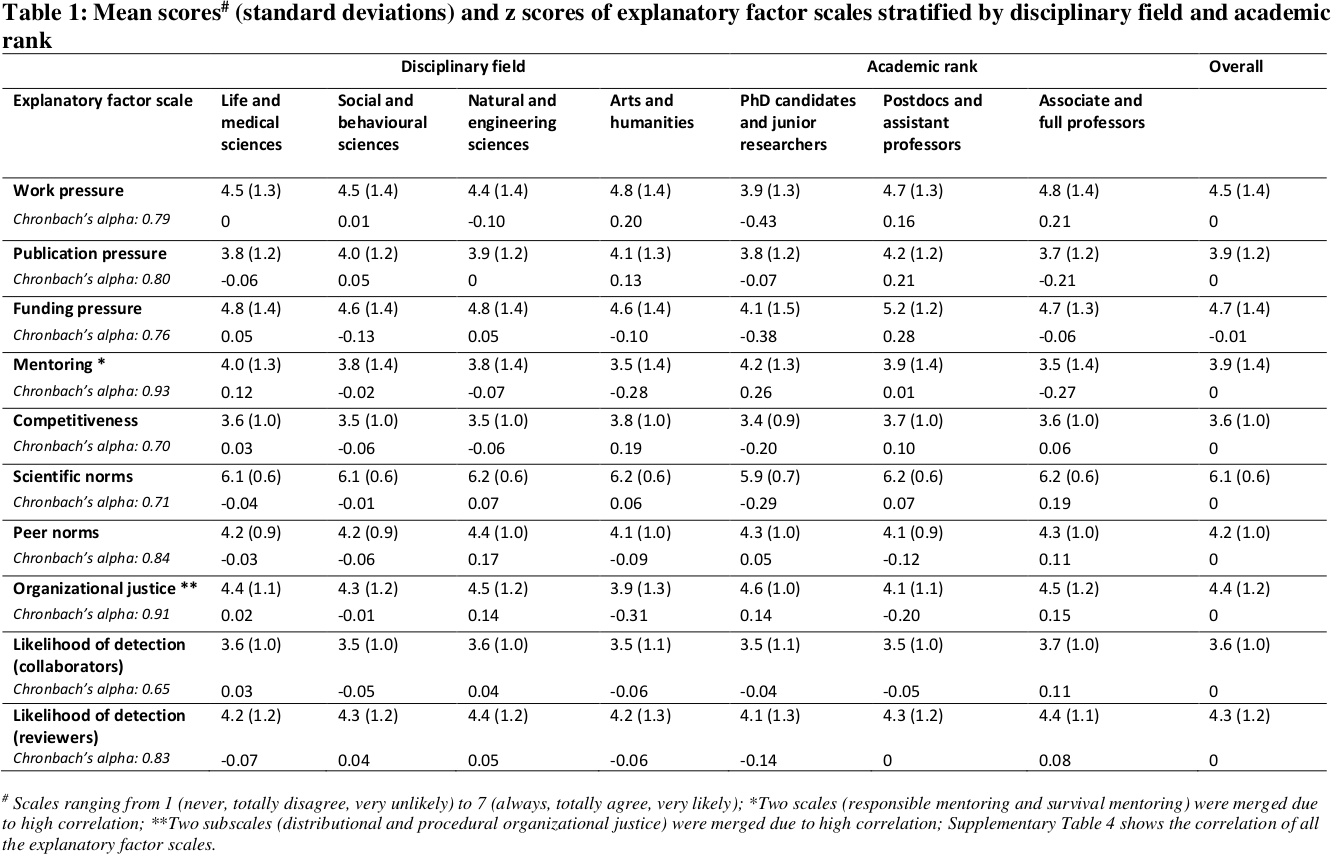 Table 1: Mean scores# (standard deviations) and z scores of explanatory factor scales stratified by disciplinary field and academic
rank
Disciplinary field Academic rank Overall
Explanatory factor scale Life and medical sciences Social and behavioural sciences Natural and engineering sciences Arts and humanities PhD candidates and junior researchers Postdocs and assistant professors Associate and full professors
Work pressure 4.5 (1.3) 4.5 (1.4) 4.4 (1.4) 4.8 (1.4) 3.9 (1.3) 4.7 (1.3) 4.8 (1.4) 4.5 (1.4)
Chronbach's alpha: 0.79 0 0.01 -0.10 0.20 -0.43 0.16 0.21 0
Publication pressure 3.8 (1.2) 4.0 (1.2) 3.9 (1.2) 4.1 (1.3) 3.8 (1.2) 4.2 (1.2) 3.7 (1.2) 3.9 (1.2)
Chronbach's alpha: 0.80 -0.06 0.05 0 0.13 -0.07 0.21 -0.21 0
Funding pressure 4.8 (1.4) 4.6 (1.4) 4.8 (1.4) 4.6 (1.4) 4.1 (1.5) 5.2 (1.2) 4.7 (1.3) 4.7 (1.4)
Chronbach's alpha: 0.76 0.05 -0.13 0.05 -0.10 -0.38 0.28 -0.06 -0.01
Mentoring * 4.0 (1.3) 3.8 (1.4) 3.8 (1.4) 3.5 (1.4) 4.2 (1.3) 3.9 (1.4) 3.5 (1.4) 3.9 (1.4)
Chronbach's alpha: 0.93 0.12 -0.02 -0.07 -0.28 0.26 0.01 -0.27 0
Competitiveness 3.6 (1.0) 3.5 (1.0) 3.5 (1.0) 3.8 (1.0) 3.4 (0.9) 3.7 (1.0) 3.6 (1.0) 3.6 (1.0)
Chronbach's alpha: 0.70 0.03 -0.06 -0.06 0.19 -0.20 0.10 0.06 0
Scientific norms 6.1 (0.6) 6.1 (0.6) 6.2 (0.6) 6.2 (0.6) 5.9 (0.7) 6.2 (0.6) 6.2 (0.6) 6.1 (0.6)
Chronbach's alpha: 0.71 -0.04 -0.01 0.07 0.06 -0.29 0.07 0.19 0
Peer norms 4.2 (0.9) 4.2 (0.9) 4.4 (1.0) 4.1 (1.0) 4.3 (1.0) 4.1 (0.9) 4.3 (1.0) 4.2 (1.0)
Chronbach's alpha: 0.84 -0.03 -0.06 0.17 -0.09 0.05 -0.12 0.11 0
Organizational justice ** 4.4 (1.1) 4.3 (1.2) 4.5 (1.2) 3.9 (1.3) 4.6 (1.0) 4.1 (1.1) 4.5 (1.2) 4.4 (1.2)
Chronbach's alpha: 0.91 0.02 -0.01 0.14 -0.31 0.14 -0.20 0.15 0
Likelihood of detection 3.6 (1.0) 3.5 (1.0) 3.6 (1.0) 3.5 (1.1) 3.5 (1.1) 3.5 (1.0) 3.7 (1.0) 3.6 (1.0)
(collaborators)
Chronbach's alpha: 0.65 0.03 -0.05 0.04 -0.06 -0.04 -0.05 0.11 0
Likelihood of detection 4.2 (1.2) 4.3 (1.2) 4.4 (1.2) 4.2 (1.3) 4.1 (1.3) 4.3 (1.2) 4.4 (1.1) 4.3 (1.2)
(reviewers)
Chronbach's alpha: 0.83 -0.07 0.04 0.05 -0.06 -0.14 0 0.08 0
# Scales ranging from 1 (never, totally disagree, very unlikely) to 7 (always, totally agree, very likely); *Two scales (responsible mentoring and survival mentoring) were merged due
to high correlation; **Two subscales (distributional and procedural organizational justice) were merged due to high correlation; Supplementary Table 4 shows the correlation of all
the explanatory factor scales.